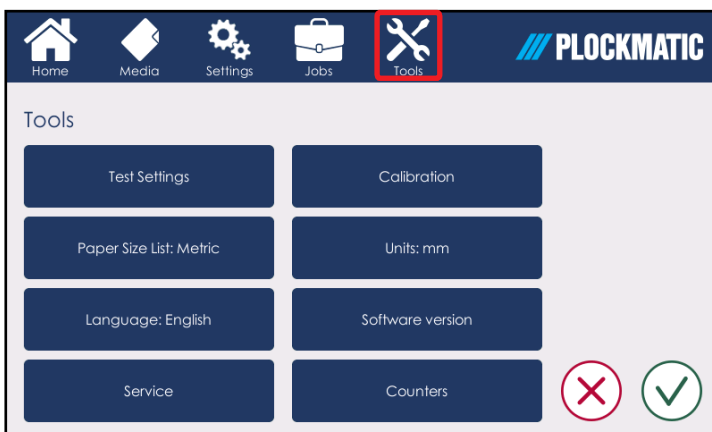 Home Media Settings Jobs Tools PLOCKMATIC
Tools
Test Settings Calibration
Paper Size List: Metric Units: mm
Language: English Software version
Service Counters